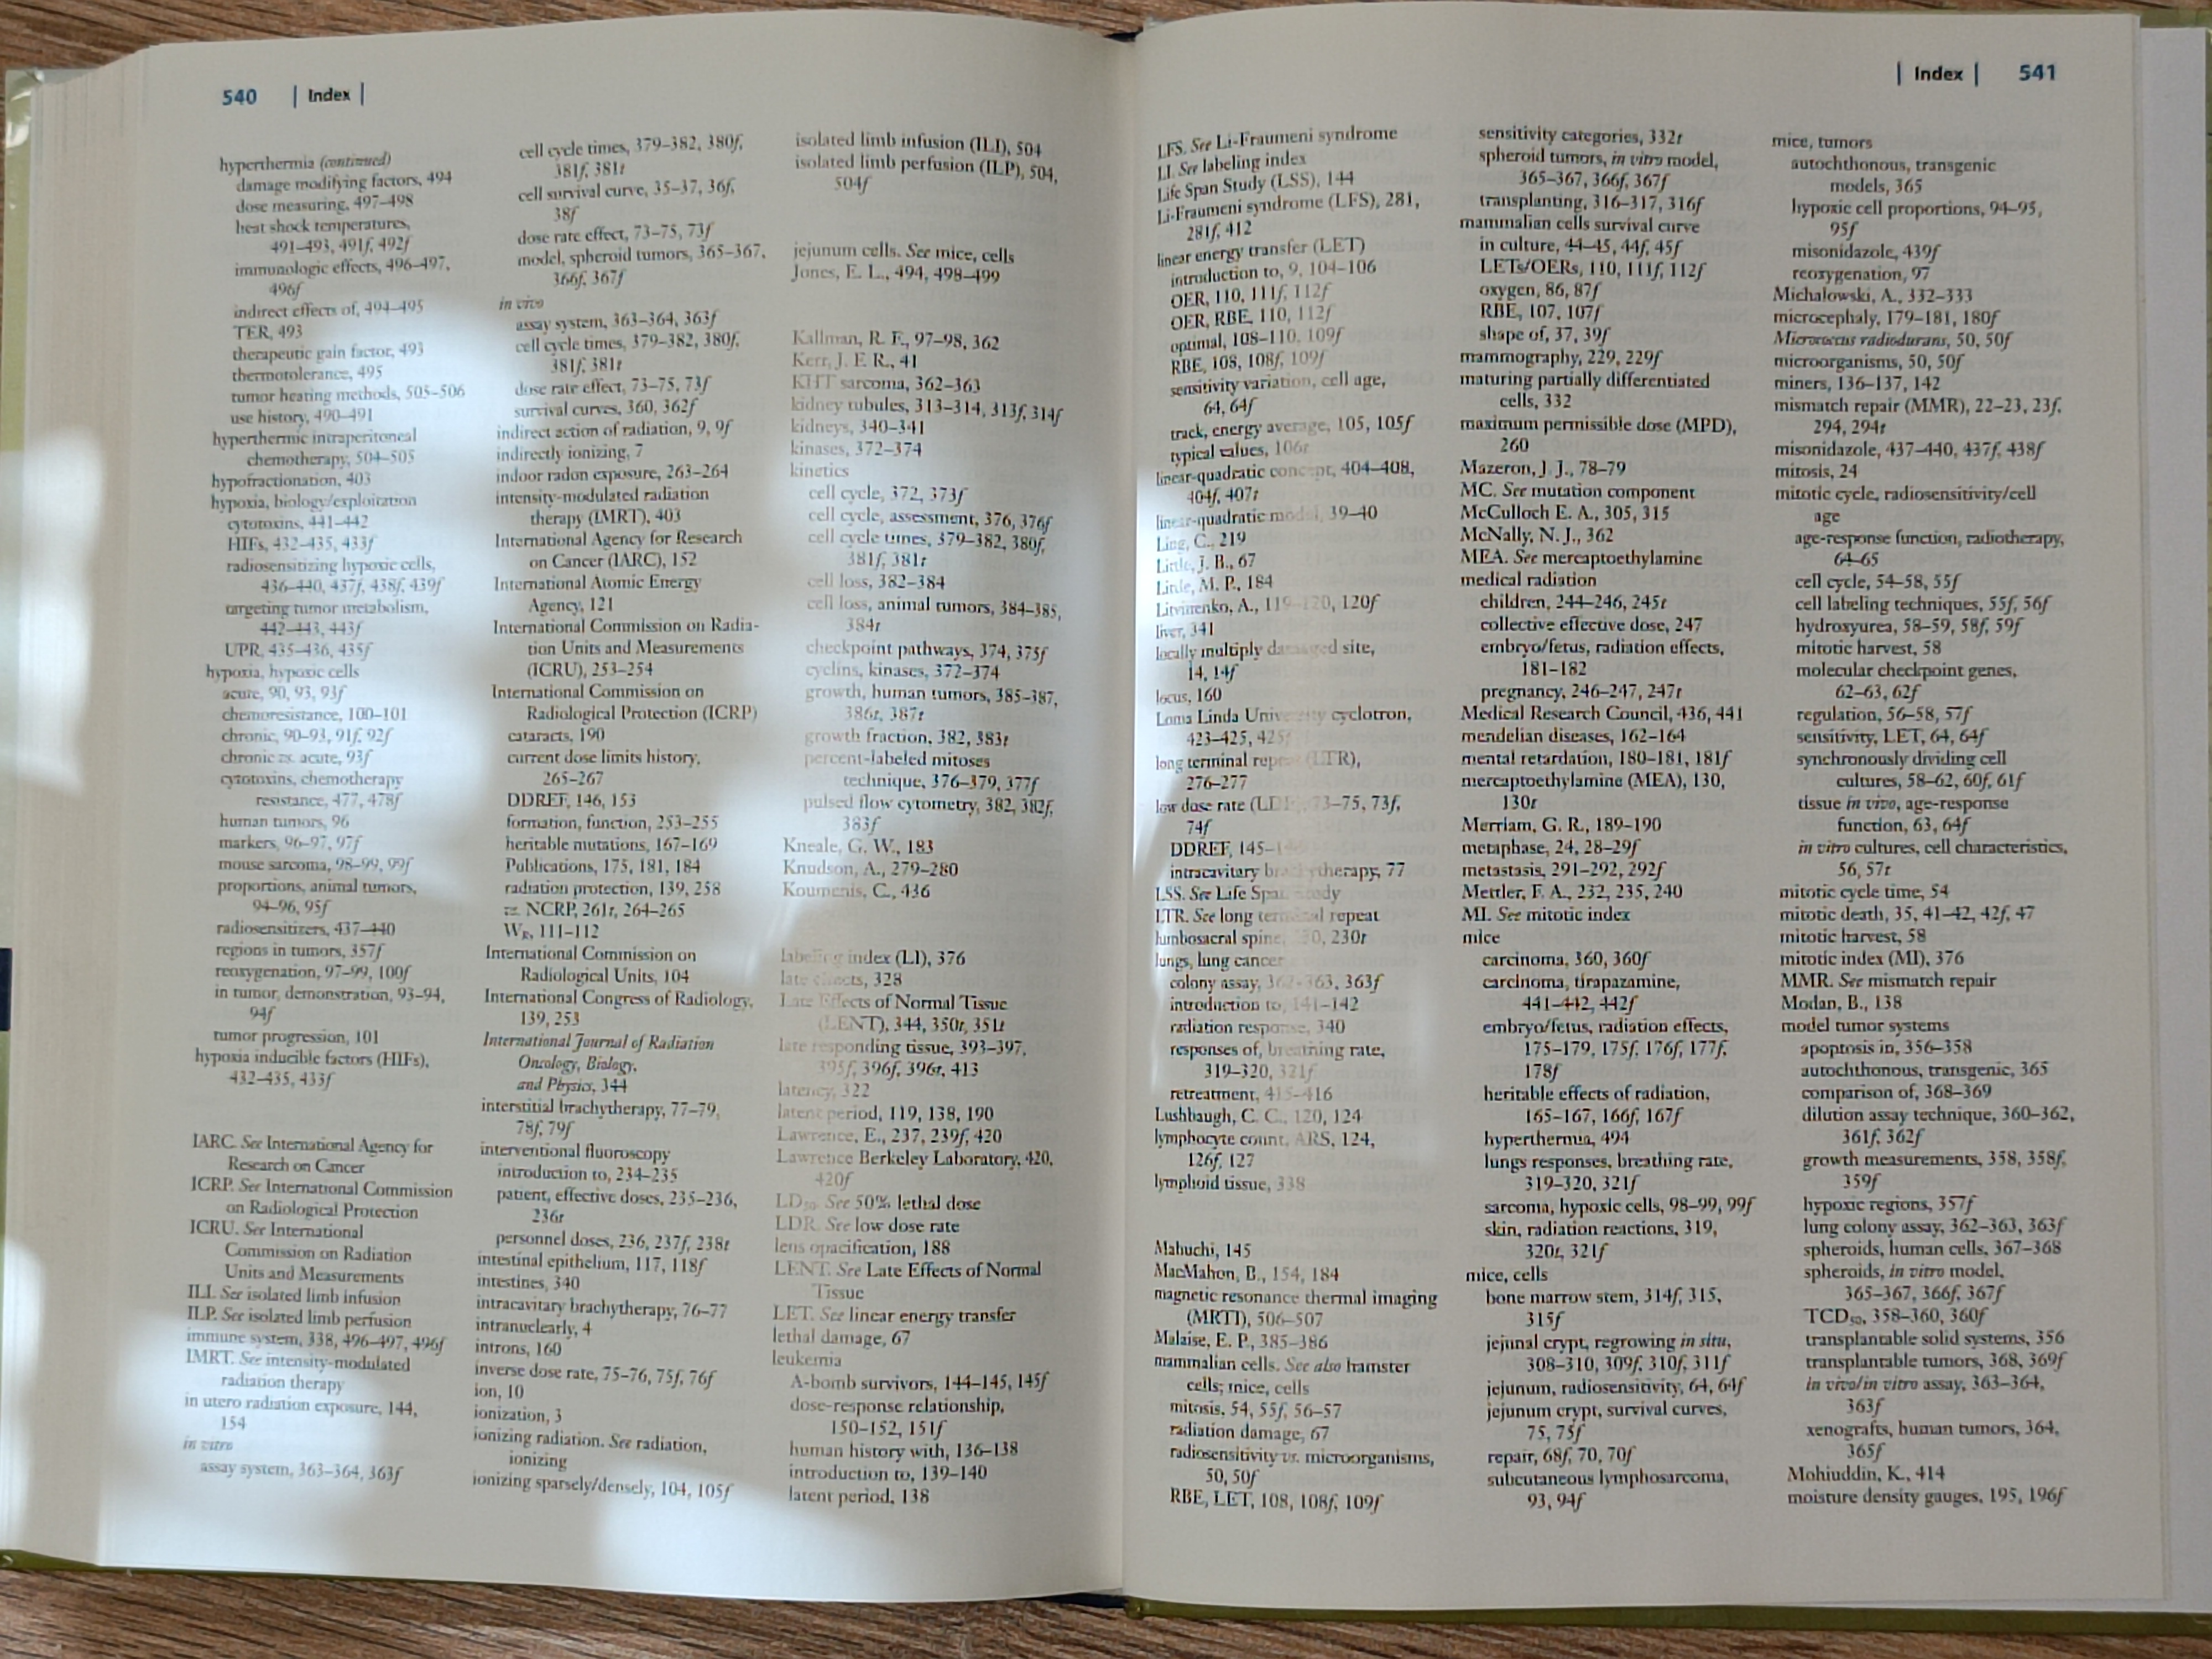 540 | Index |
hyperthermia (continued)
damage modifying factors, 494
dose measuring, 497–498
heat shock temperatures,
491–493, 491f, 492f
immunologic effects, 496–497,
496f
indirect effects of, 494–495
TER, 493
therapeutic gain factor, 493
thermotolerance, 495
tumor heating methods, 505–506
use history, 490–491
hyperthermic intraperitoneal
chemotherapy, 504–505
hypofractionation, 403
hypoxia, biology/exploitation
cytotoxins, 441–442
HIFs, 432–435, 433f
radiosensitizing hypoxic cells,
436–440, 437f, 438f, 439f
targeting tumor metabolism,
442–443, 443f
UPR, 435–436, 435f
hypoxia, hypoxic cells
acute, 90, 93, 93f
chemoresistance, 100–101
chronic, 90–93, 91f, 92f
chronic vs. acute, 93f
cytotoxins, chemotherapy
resistance, 477, 478f
human tumors, 96
markers, 96–97, 97f
mouse sarcoma, 98–99, 99f
proportions, animal tumors,
94–96, 95f
radiosensitizers, 437–440
regions in tumors, 357f
reoxygenation, 97–99, 100f
in tumor, demonstration, 93–94,
94f
tumor progression, 101
hypoxia inducible factors (HIFs),
432–435, 433f
IARC. See International Agency for
Research on Cancer
ICRP. See International Commission
on Radiological Protection
ICRU. See International
Commission on Radiation
Units and Measurements
ILI. See isolated limb infusion
ILP. See isolated limb perfusion
immune system, 338, 496–497, 496f
IMRT. See intensity-modulated
radiation therapy
in utero radiation exposure, 144,
154
in vitro
assay system, 363–364, 363f
cell cycle times, 379–382, 380f,
381f, 381t
cell survival curve, 35–37, 36f,
38f
dose rate effect, 73–75, 73f
model, spheroid tumors, 365–367,
366f, 367f
in vivo
assay system, 363–364, 363f
cell cycle times, 379–382, 380f,
381f, 381t
dose rate effect, 73–75, 73f
survival curves, 360, 362f
indirect action of radiation, 9, 9f
indirectly ionizing, 7
indoor radon exposure, 263–264
intensity-modulated radiation
therapy (IMRT), 403
International Agency for Research
on Cancer (IARC), 152
International Atomic Energy
Agency, 121
International Commission on Radia-
tion Units and Measurements
(ICRU), 253–254
International Commission on
Radiological Protection (ICRP)
cataracts, 190
current dose limits history,
265–267
DDREF, 146, 153
formation, function, 253–255
heritable mutations, 167–169
Publications, 175, 181, 184
radiation protection, 139, 258
vs. NCRP, 261t, 264–265
WR, 111–112
International Commission on
Radiological Units, 104
International Congress of Radiology,
139, 253
International Journal of Radiation
Oncology, Biology,
and Physics, 344
interstitial brachytherapy, 77–79,
78f, 79f
interventional fluoroscopy
introduction to, 234–235
patient, effective doses, 235–236,
236t
personnel doses, 236, 237f, 238t
intestinal epithelium, 117, 118f
intestines, 340
intracavitary brachytherapy, 76–77
intranuclearly, 4
introns, 160
inverse dose rate, 75–76, 75f, 76f
ion, 10
ionization, 3
ionizing radiation. See radiation,
ionizing
ionizing sparsely/densely, 104, 105f
isolated limb infusion (ILI), 504
isolated limb perfusion (ILP), 504,
504f
jejunum cells. See mice, cells
Jones, E. L., 494, 498–499
Kallman, R. F., 97–98, 362
Kerr, J. F. R., 41
KHT sarcoma, 362–363
kidney tubules, 313–314, 313f, 314f
kidneys, 340–341
kinases, 372–374
kinetics
cell cycle, 372, 373f
cell cycle, assessment, 376, 376f
cell cycle times, 379–382, 380f,
381f, 381t
cell loss, 382–384
cell loss, animal tumors, 384–385,
384t
checkpoint pathways, 374, 375f
cyclins, kinases, 372–374
growth, human tumors, 385–387,
386t, 387t
growth fraction, 382, 383t
percent-labeled mitoses
technique, 376–379, 377f
pulsed flow cytometry, 382, 382f,
383f
Kneale, G. W., 183
Knudson, A., 279–280
Koumenis, C., 436
labeling index (LI), 376
late effects, 328
Late Effects of Normal Tissue
(LENT), 344, 350t, 351t
late responding tissue, 393–397,
395f, 396f, 396t, 413
latency, 322
latent period, 119, 138, 190
Lawrence, E., 237, 239f, 420
Lawrence Berkeley Laboratory, 420,
420f
LD50. See 50% lethal dose
LDR. See low dose rate
lens opacification, 188
LENT. See Late Effects of Normal
Tissue
LET. See linear energy transfer
lethal damage, 67
leukemia
A-bomb survivors, 144–145, 145f
dose-response relationship,
150–152, 151f
human history with, 136–138
introduction to, 139–140
latent period, 138
| Index | 541
LFS. See Li-Fraumeni syndrome
LI. See labeling index
Life Span Study (LSS), 144
Li-Fraumeni syndrome (LFS), 281,
281f, 412
linear energy transfer (LET)
introduction to, 9, 104–106
OER, 110, 111f, 112f
OER, RBE, 110, 112f
optimal, 108–110, 109f
RBE, 108, 108f, 109f
sensitivity variation, cell age,
64, 64f
track, energy average, 105, 105f
typical values, 106t
linear-quadratic concept, 404–408,
404f, 407t
linear-quadratic model, 39–40
Ling, C., 219
Little, J. B., 67
Little, M. P., 184
Litvinenko, A., 119–120, 120f
liver, 341
locally multiply damaged site,
14, 14f
locus, 160
Loma Linda University cyclotron,
423–425, 425f
long terminal repeat (LTR),
276–277
low dose rate (LDR), 73–75, 73f,
74f
DDREF, 145–
intracavitary brachytherapy, 77
LSS. See Life Span Study
LTR. See long terminal repeat
lumbosacral spine, 230, 230t
lungs, lung cancer
colony assay, 362–363, 363f
introduction to, 141–142
radiation response, 340
responses of, breathing rate,
319–320, 321f
retreatment, 415–416
Lushbaugh, C. C., 120, 124
lymphocyte count, ARS, 124,
126f, 127
lymphoid tissue, 338
Mabuchi, 145
MacMahon, B., 154, 184
magnetic resonance thermal imaging
(MRTI), 506–507
Malaise, E. P., 385–386
mammalian cells. See also hamster
cells; mice, cells
mitosis, 54, 55f, 56–57
radiation damage, 67
radiosensitivity vs. microorganisms,
50, 50f
RBE, LET, 108, 108f, 109f
sensitivity categories, 332t
spheroid tumors, in vitro model,
365–367, 366f, 367f
transplanting, 316–317, 316f
mammalian cells survival curve
in culture, 44–45, 44f, 45f
LETs/OERs, 110, 111f, 112f
oxygen, 86, 87f
RBE, 107, 107f
shape of, 37, 39f
mammography, 229, 229f
maturing partially differentiated
cells, 332
maximum permissible dose (MPD),
260
Mazeron, J. J., 78–79
MC. See mutation component
McCulloch E. A., 305, 315
McNally, N. J., 362
MEA. See mercaptoethylamine
medical radiation
children, 244–246, 245t
collective effective dose, 247
embryo/fetus, radiation effects,
181–182
pregnancy, 246–247, 247t
Medical Research Council, 436, 441
mendelian diseases, 162–164
mental retardation, 180–181, 181f
mercaptoethylamine (MEA), 130,
130t
Merriam, G. R., 189–190
metaphase, 24, 28–29f
metastasis, 291–292, 292f
Mettler, F. A., 232, 235, 240
MI. See mitotic index
mice
carcinoma, 360, 360f
carcinoma, tirapazamine,
441–442, 442f
embryo/fetus, radiation effects,
175–179, 175f, 176f, 177f,
178f
heritable effects of radiation,
165–167, 166f, 167f
hyperthermia, 494
lungs responses, breathing rate,
319–320, 321f
sarcoma, hypoxic cells, 98–99, 99f
skin, radiation reactions, 319,
320t, 321f
mice, cells
bone marrow stem, 314f, 315,
315f
jejunal crypt, regrowing in situ,
308–310, 309f, 310f, 311f
jejunum, radiosensitivity, 64, 64f
jejunum crypt, survival curves,
75, 75f
repair, 68f, 70, 70f
subcutaneous lymphosarcoma,
93, 94f
mice, tumors
autochthonous, transgenic
models, 365
hypoxic cell proportions, 94–95,
95f
misonidazole, 439f
reoxygenation, 97
Michalowski, A., 332–333
microcephaly, 179–181, 180f
Micrococcus radiodurans, 50, 50f
microorganisms, 50, 50f
miners, 136–137, 142
mismatch repair (MMR), 22–23, 23f,
294, 294t
misonidazole, 437–440, 437f, 438f
mitosis, 24
mitotic cycle, radiosensitivity/cell
age
age-response function, radiotherapy,
64–65
cell cycle, 54–58, 55f
cell labeling techniques, 55f, 56f
hydroxyurea, 58–59, 58f, 59f
mitotic harvest, 58
molecular checkpoint genes,
62–63, 62f
regulation, 56–58, 57f
sensitivity, LET, 64, 64f
synchronously dividing cell
cultures, 58–62, 60f, 61f
tissue in vivo, age-response
function, 63, 64f
in vitro cultures, cell characteristics,
56, 57t
mitotic cycle time, 54
mitotic death, 35, 41–42, 42f, 47
mitotic harvest, 58
mitotic index (MI), 376
MMR. See mismatch repair
Modan, B., 138
model tumor systems
apoptosis in, 356–358
autochthonous, transgenic, 365
comparison of, 368–369
dilution assay technique, 360–362,
361f, 362f
growth measurements, 358, 358f,
359f
hypoxic regions, 357f
lung colony assay, 362–363, 363f
spheroids, human cells, 367–368
spheroids, in vitro model,
365–367, 366f, 367f
TCD50, 358–360, 360f
transplantable solid systems, 356
transplantable tumors, 368, 369f
in vivo/in vitro assay, 363–364,
363f
xenografts, human tumors, 364,
365f
Mohiuddin, K., 414
moisture density gauges, 195, 196f